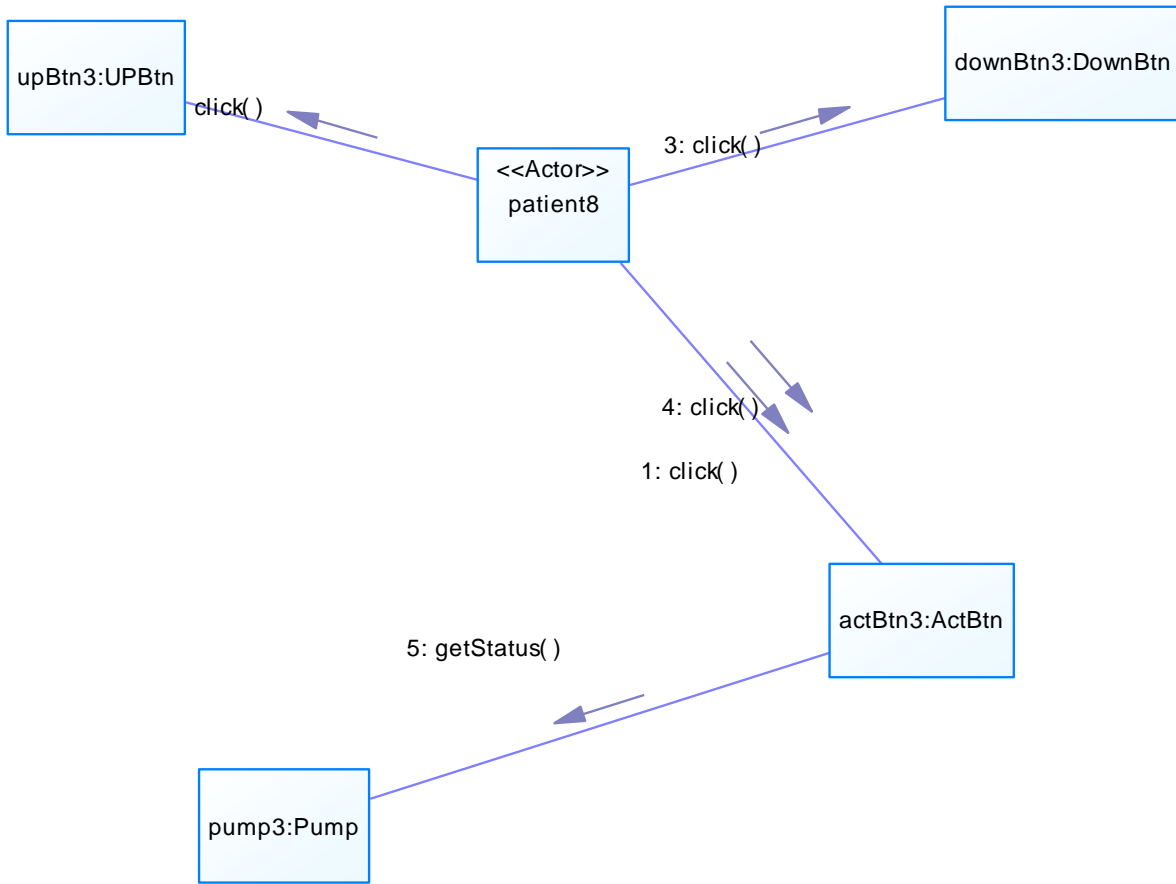 upBtn3:UPBtn
click( )
downBtn3:DownBtn
3: click( )
<<Actor>>
patient8
4: click( )
1: click( )
actBtn3:ActBtn
5: getStatus( )
pump3:Pump